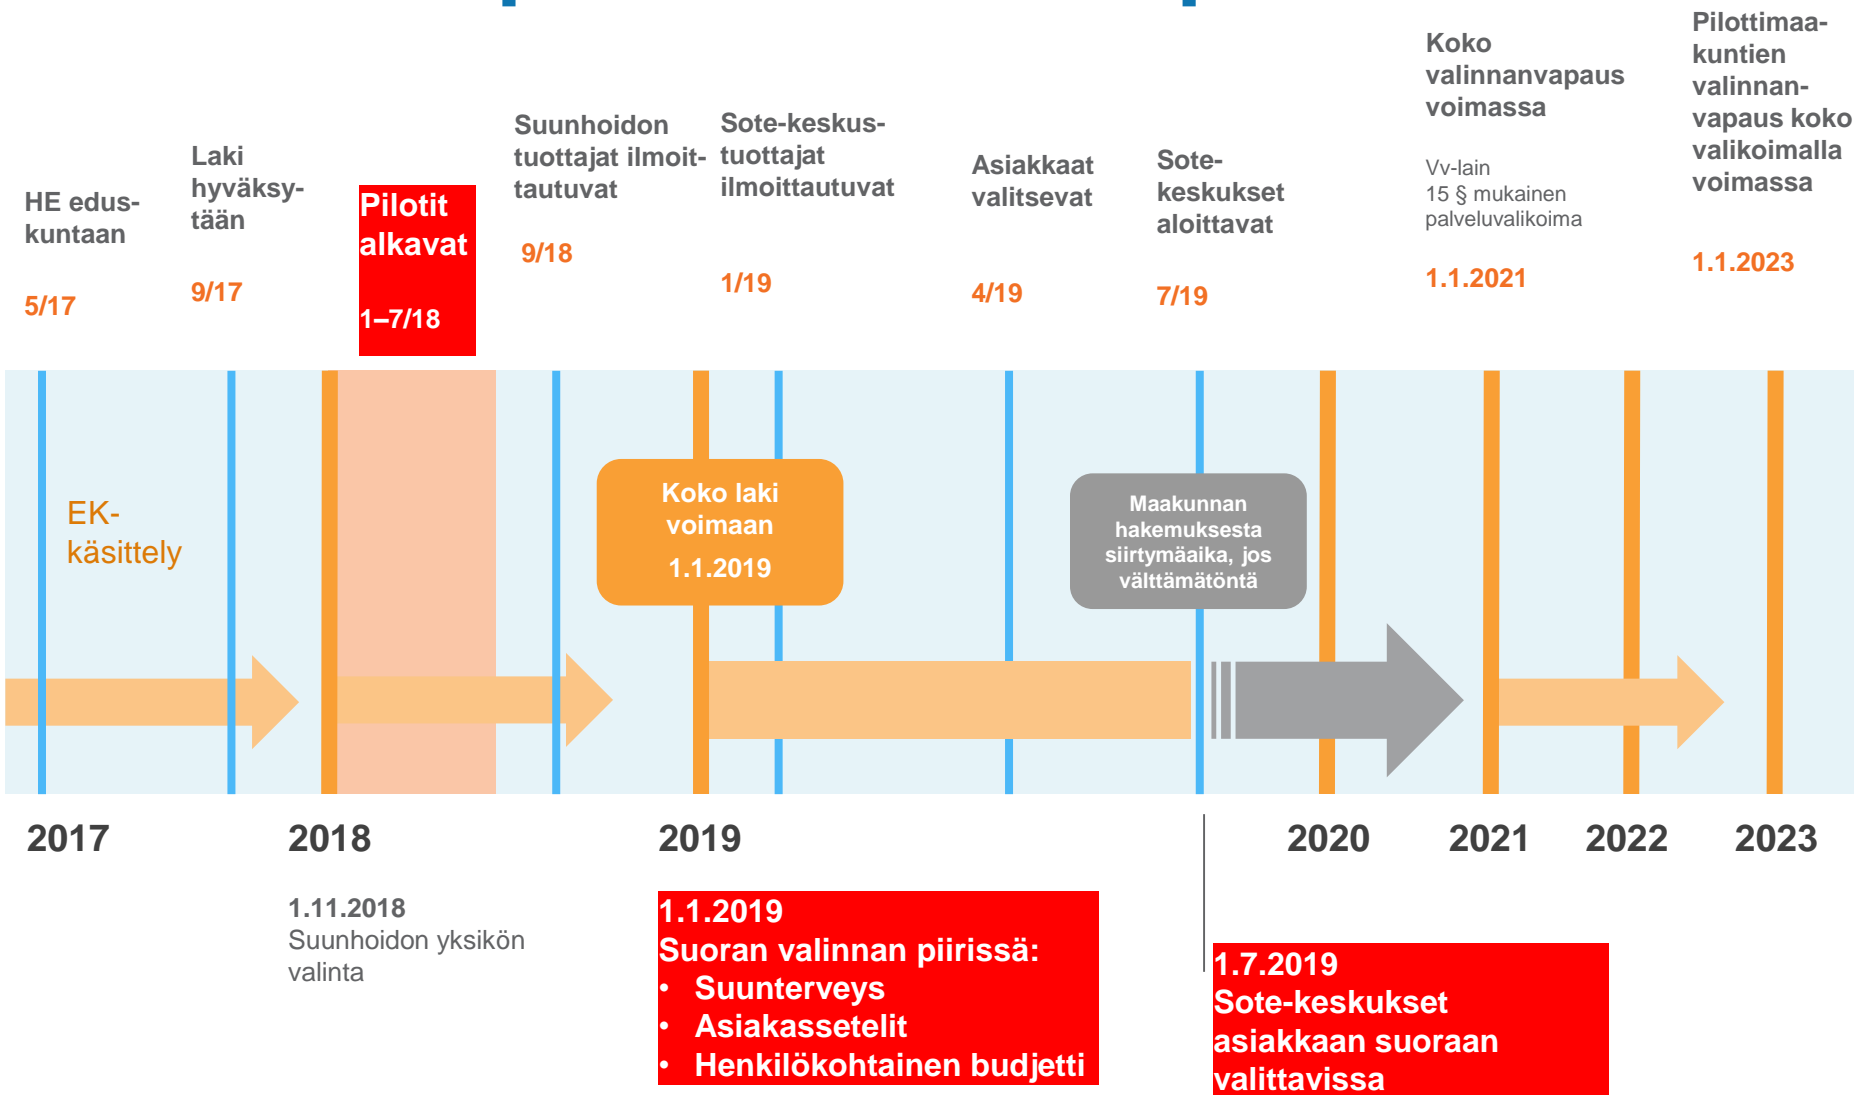 HE edus-
kuntaan
5/17
Laki
hyväksy-
tään
9/17
Pilotit
alkavat
1–7/18
Suunhoidon
tuottajat ilmoit-
tautuvat
9/18
Sote-keskus-
tuottajat
ilmoittautuvat
1/19
Asiakkaat
valitsevat
4/19
Sote-
keskukset
aloittavat
7/19
Koko
valinnanvapaus
voimassa
Vv-lain
15 § mukainen
palveluvalikoima
1.1.2021
Pilottimaa-
kuntien
valinnan-
vapaus koko
valikoimalla
voimassa
1.1.2023
EK-
käsittely
Koko laki
voimaan
1.1.2019
Maakunnan
hakemuksesta
siirtymäaika, jos
välttämätöntä
2017
2018
2019
2020
2021
2022
2023
1.11.2018
Suunhoidon yksikön
valinta
1.1.2019
Suoran valinnan piirissä:
• Suunterveys
• Asiakassetelit
• Henkilökohtainen budjetti
1.7.2019
Sote-keskukset
asiakkaan suoraan
valittavissa